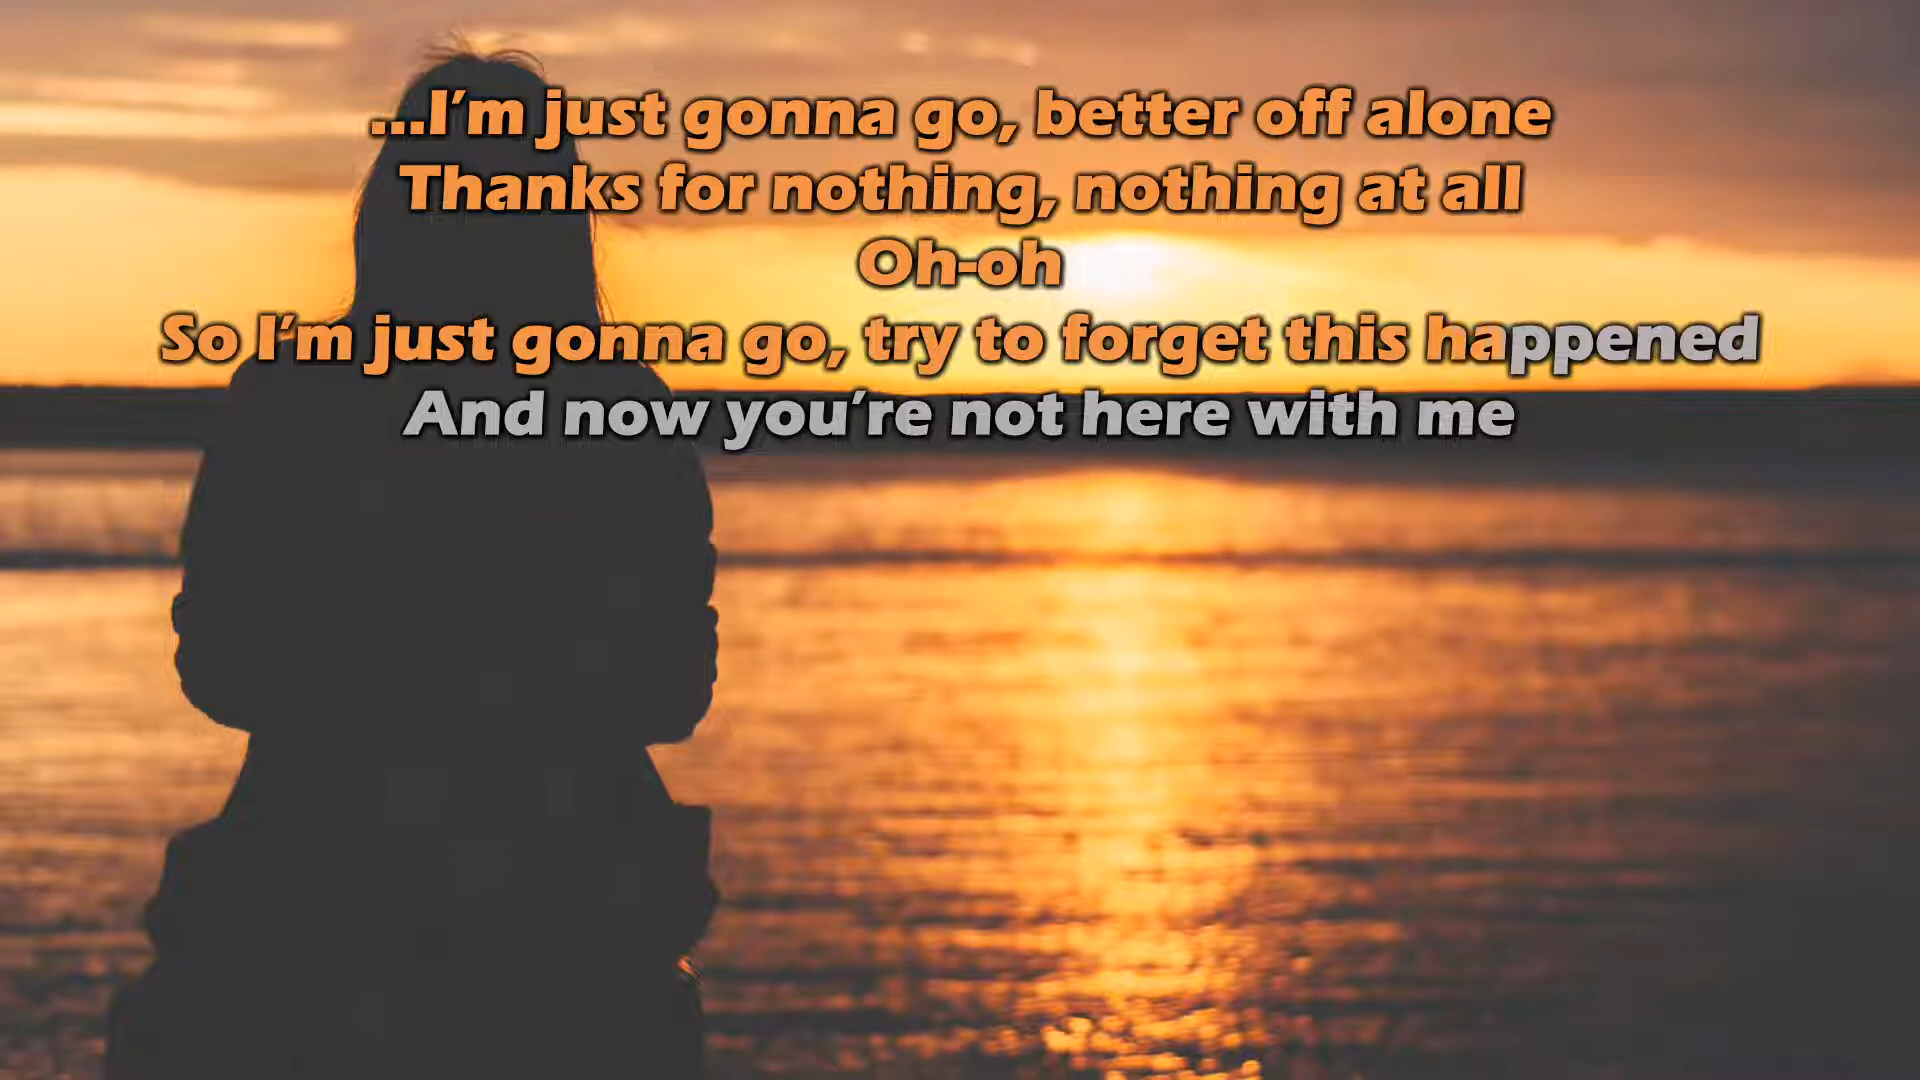 ...I'm just gonna go, better off alone
Thanks for nothing, nothing at all
Oh-oh
So I'm just gonna go, try to forget this happened
And now you're not here with me